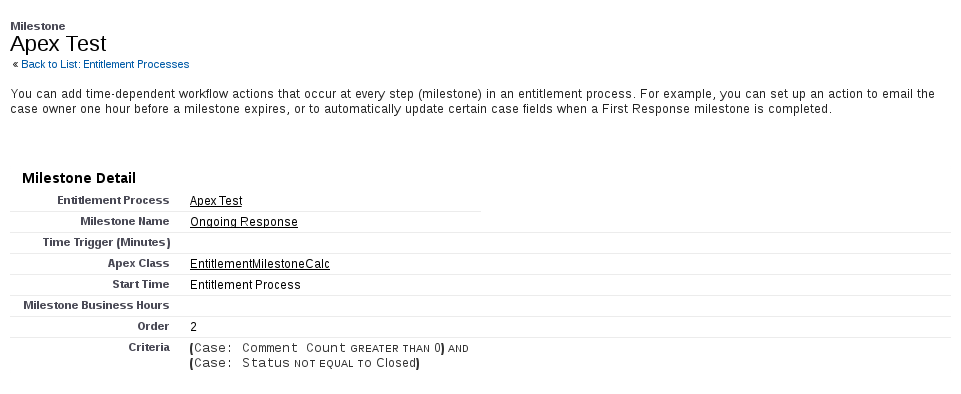 Milestone
Apex Test
« Back to List: Entitlement Processes
You can add time-dependent workflow actions that occur at every step (milestone) in an entitlement process. For example, you can set up an action to email the
case owner one hour before a milestone expires, or to automatically update certain case fields when a First Response milestone is completed.
Milestone Detail
Entitlement Process Apex Test
Milestone Name Ongoing Response
Time Trigger (Minutes)
Apex Class EntitlementMilestoneCalc
Start Time Entitlement Process
Milestone Business Hours
Order 2
Criteria (Case: Comment Count GREATER THAN 0) AND
(Case: Status NOT EQUAL TO Closed)